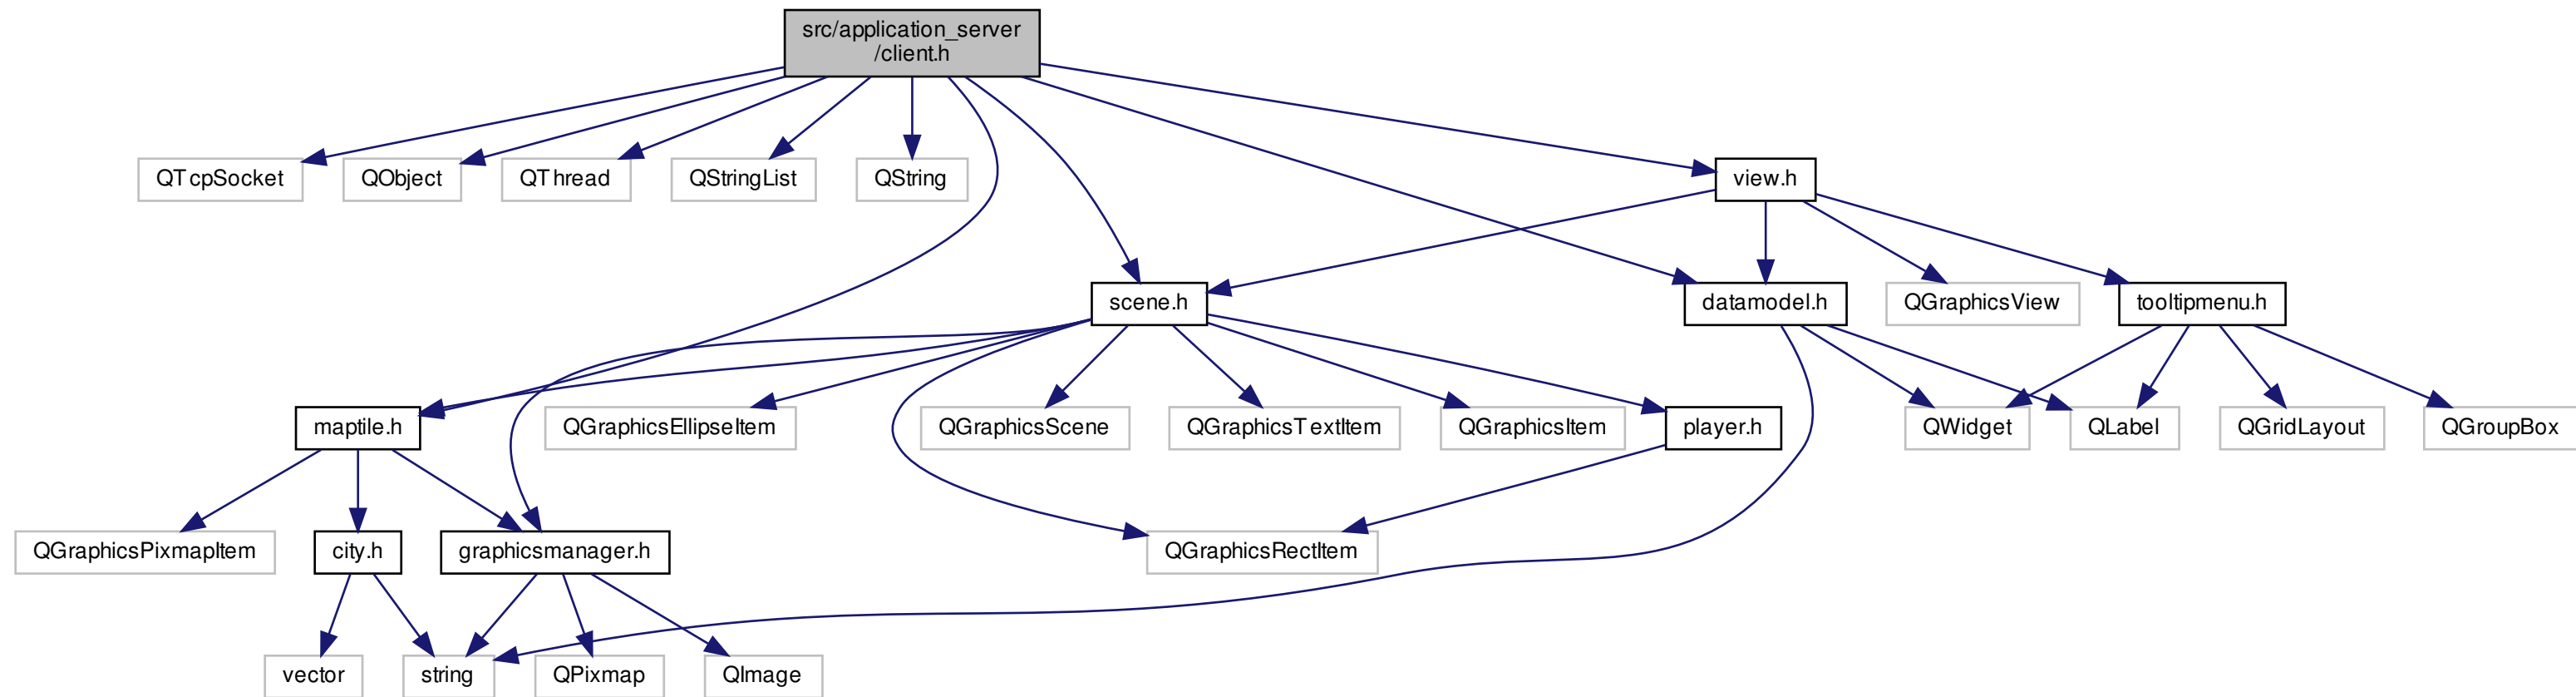 src/application_server
/client.h
QTcpSocket
QObject
QThread
QStringList
QString
view.h
scene.h
datamodel.h
QGraphicsView
tooltipmenu.h
maptile.h
QGraphicsEllipseItem
QGraphicsScene
QGraphicsTextItem
QGraphicsItem
player.h
QWidget
QLabel
QGridLayout
QGroupBox
QGraphicsPixmapItem
city.h
graphicsmanager.h
QGraphicsRectItem
vector
string
QPixmap
QImage